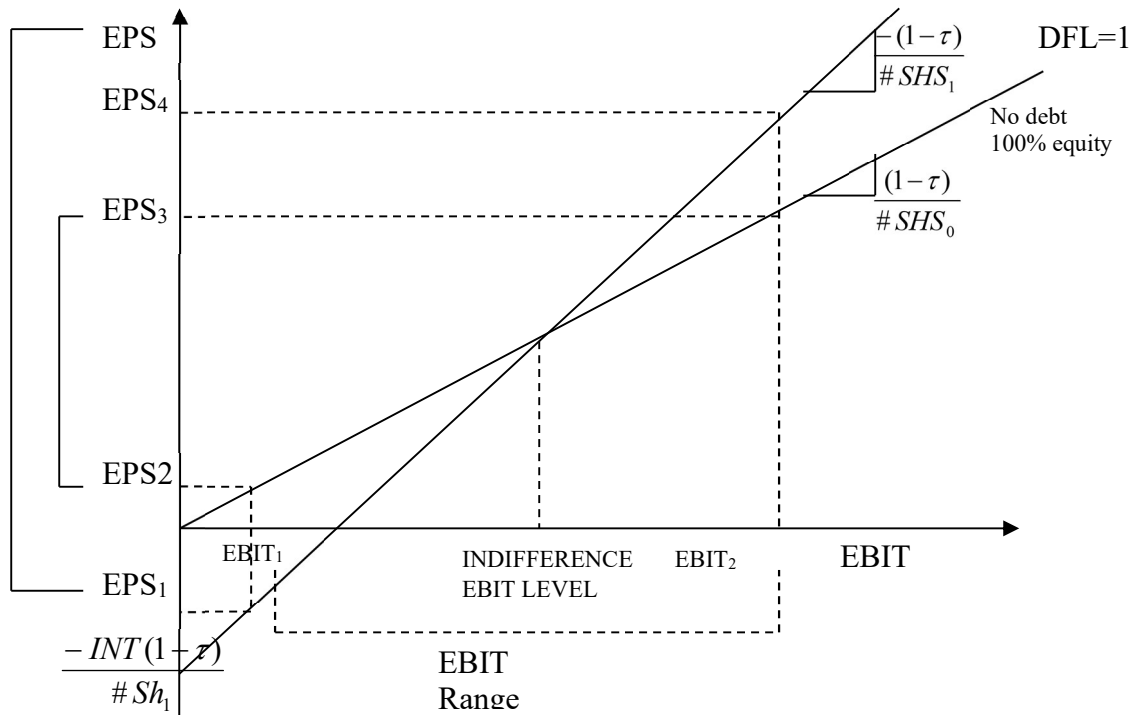 EPS
DFL=1
-(1-τ)
# SHS₁
EPS₄
No debt
100% equity
(1-τ)
# SHS₀
EPS₃
EPS2
EBIT₁
INDIFFERENCE
EBIT LEVEL
EBIT₂
EBIT
EPS₁
- INT (1-τ)
# Sh₁
EBIT
Range